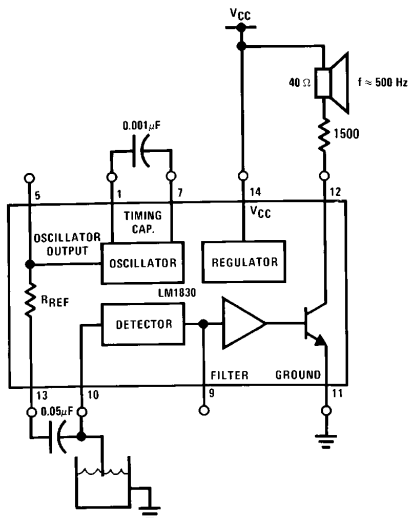 VCC
40 Ω
f ≈ 500 Hz
1500
0.001µF
5
1
7
14
12
TIMING
CAP.
VCC
OSCILLATOR
OUTPUT
OSCILLATOR
REGULATOR
RREF
LM1830
DETECTOR
FILTER
GROUND
13
10
9
11
0.05µF